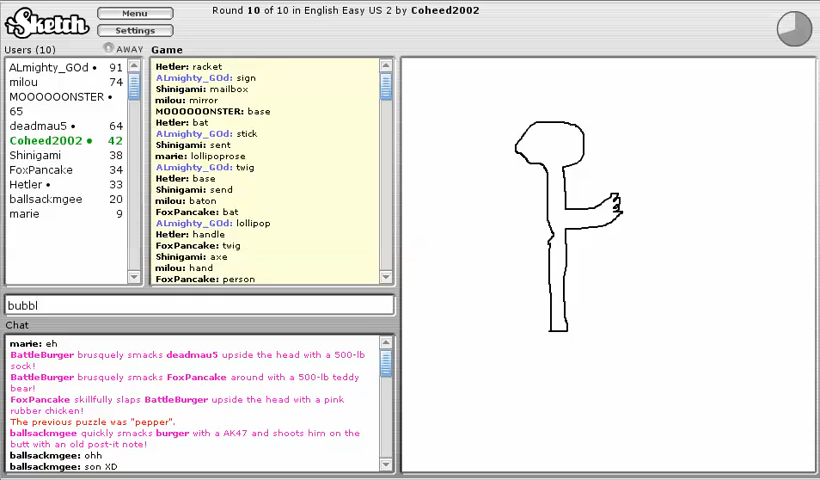 iSketch
Menu
Settings
Round 10 of 10 in English Easy US 2 by Coheed2002
Users (10)
AWAY
ALmighty_GOd • 91
milou 74
MOOOOOONSTER •
65
deadmau5 • 64
Coheed2002 • 42
Shinigami 38
FoxPancake 34
Hetler • 33
ballsackmgee 20
marie 9
Game
Hetler: racket
ALmighty_GOd: sign
Shinigami: mailbox
milou: mirror
MOOOOOONSTER: base
Hetler: bat
ALmighty_GOd: stick
Shinigami: sent
marie: lollipoprose
ALmighty_GOd: twig
Hetler: base
Shinigami: send
milou: baton
FoxPancake: bat
ALmighty_GOd: lollipop
Hetler: handle
FoxPancake: twig
Shinigami: axe
milou: hand
FoxPancake: person
bubbl
Chat
marie: eh
BattleBurger brusquely smacks deadmau5 upside the head with a 500-lb
sock!
BattleBurger brusquely smacks FoxPancake around with a 500-lb teddy
bear!
FoxPancake skillfully slaps BattleBurger upside the head with a pink
rubber chicken!
The previous puzzle was "pepper".
ballsackmgee quickly smacks burger with a AK47 and shoots him on the
butt with an old post-it note!
ballsackmgee: ohh
ballsackmgee: son XD